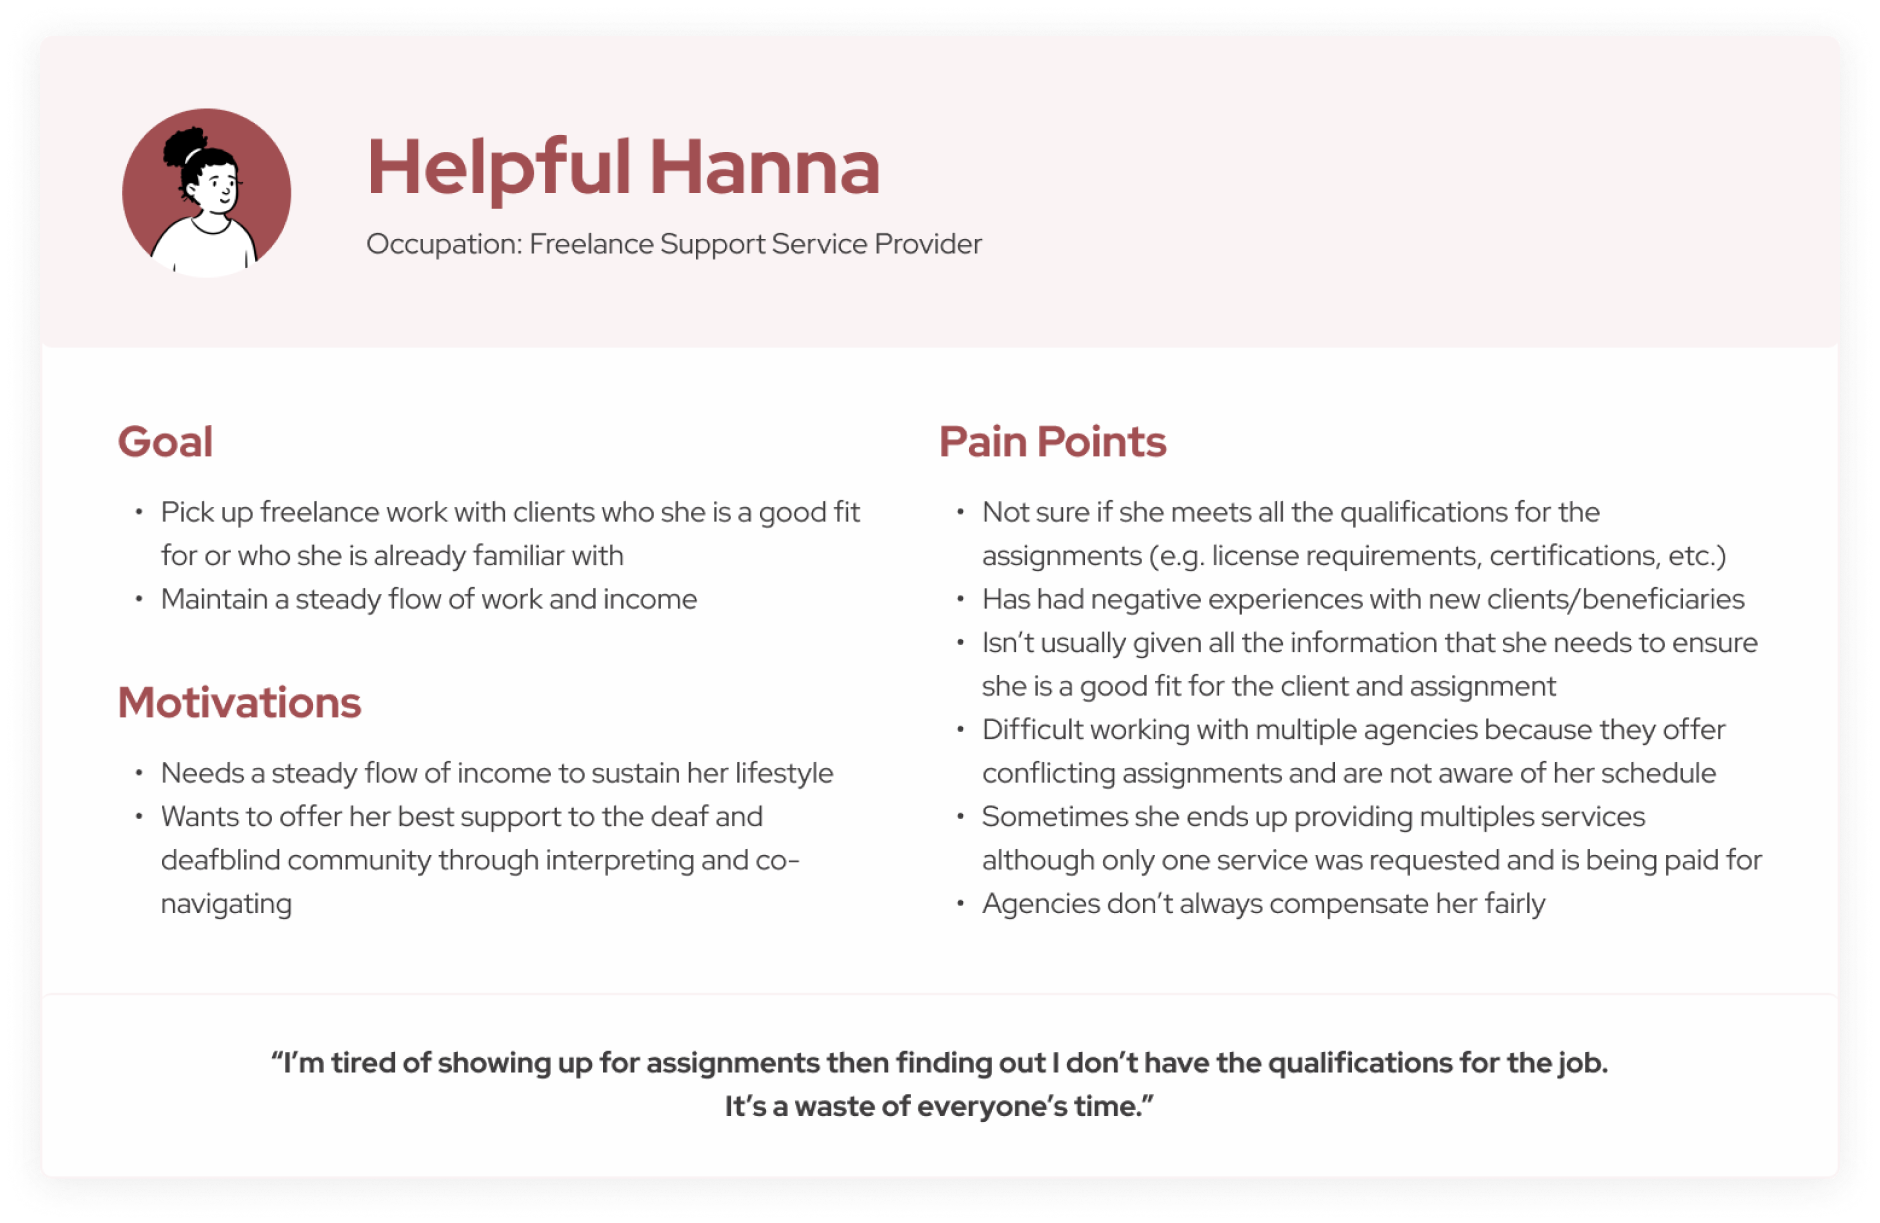 Helpful Hanna
Occupation: Freelance Support Service Provider
Goal
• Pick up freelance work with clients who she is a good fit
for or who she is already familiar with
• Maintain a steady flow of work and income
Motivations
• Needs a steady flow of income to sustain her lifestyle
• Wants to offer her best support to the deaf and
deafblind community through interpreting and co-
navigating
Pain Points
• Not sure if she meets all the qualifications for the
assignments (e.g. license requirements, certifications, etc.)
• Has had negative experiences with new clients/beneficiaries
• Isn’t usually given all the information that she needs to ensure
she is a good fit for the client and assignment
• Difficult working with multiple agencies because they offer
conflicting assignments and are not aware of her schedule
• Sometimes she ends up providing multiples services
although only one service was requested and is being paid for
• Agencies don’t always compensate her fairly
“I’m tired of showing up for assignments then finding out I don’t have the qualifications for the job.
It’s a waste of everyone’s time.”